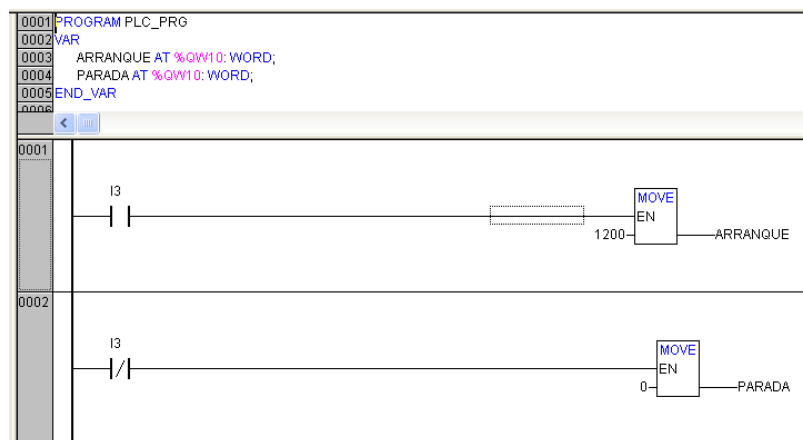 0001 PROGRAM PLC_PRG
0002 VAR
0003 ARRANQUE AT %QW10: WORD;
0004 PARADA AT %QW10: WORD;
0005 END_VAR
0006
0001
I3
MOVE
EN
1200
ARRANQUE
0002
I3
MOVE
EN
0
PARADA